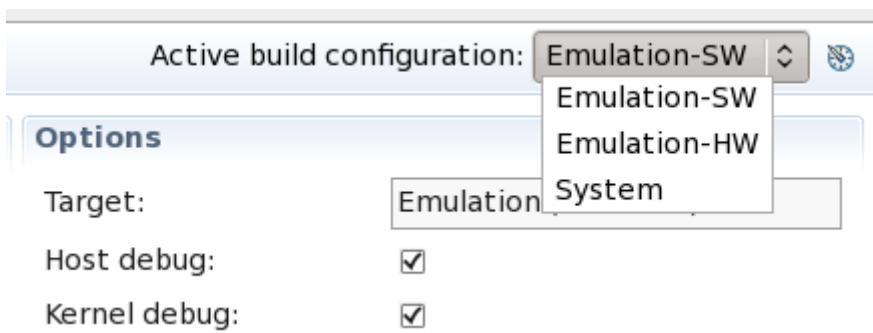 Active build configuration: Emulation-SW
Emulation-SW
Options
Emulation-HW
System
Target: Emulation
Host debug:
Kernel debug: